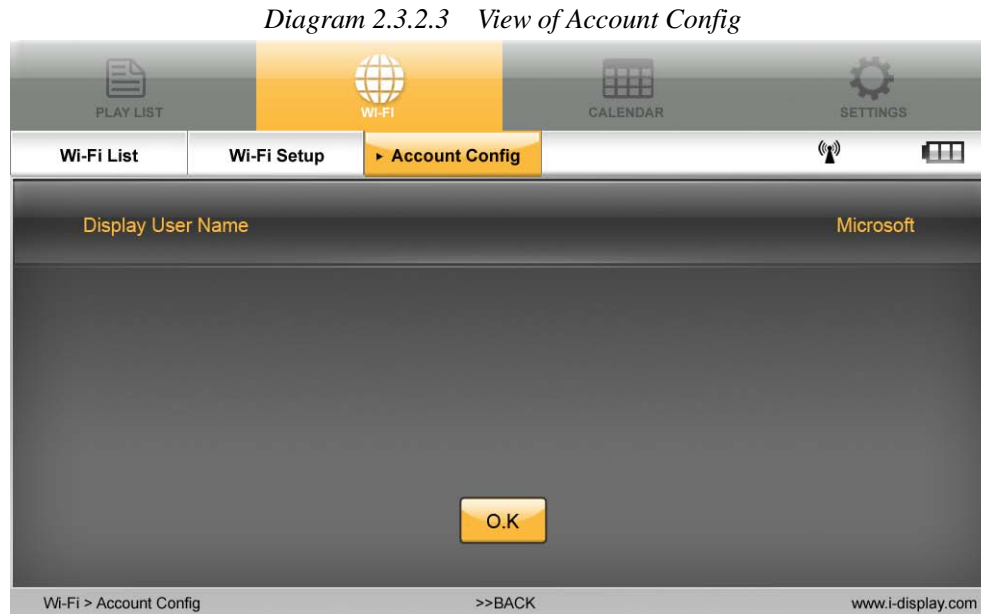 Diagram 2.3.2.3 View of Account Config
PLAY LIST WI-FI CALENDAR SETTINGS
Wi-Fi List Wi-Fi Setup Account Config
Display User Name Microsoft
O.K
Wi-Fi > Account Config >>BACK www.i-display.com